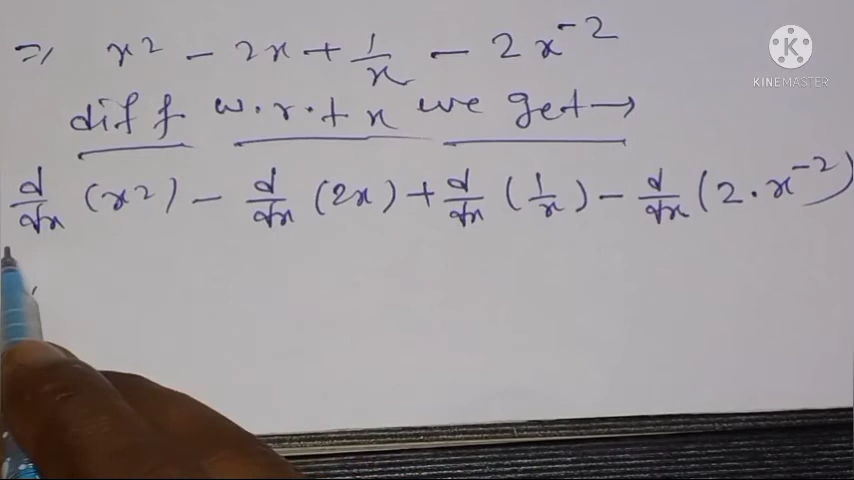 ⇒ x² - 2x + 1/x - 2x⁻²
K
KINEMASTER
diff w.r.t x we get →
d/dx (x²) - d/dx (2x) + d/dx (1/x) - d/dx (2.x⁻²)